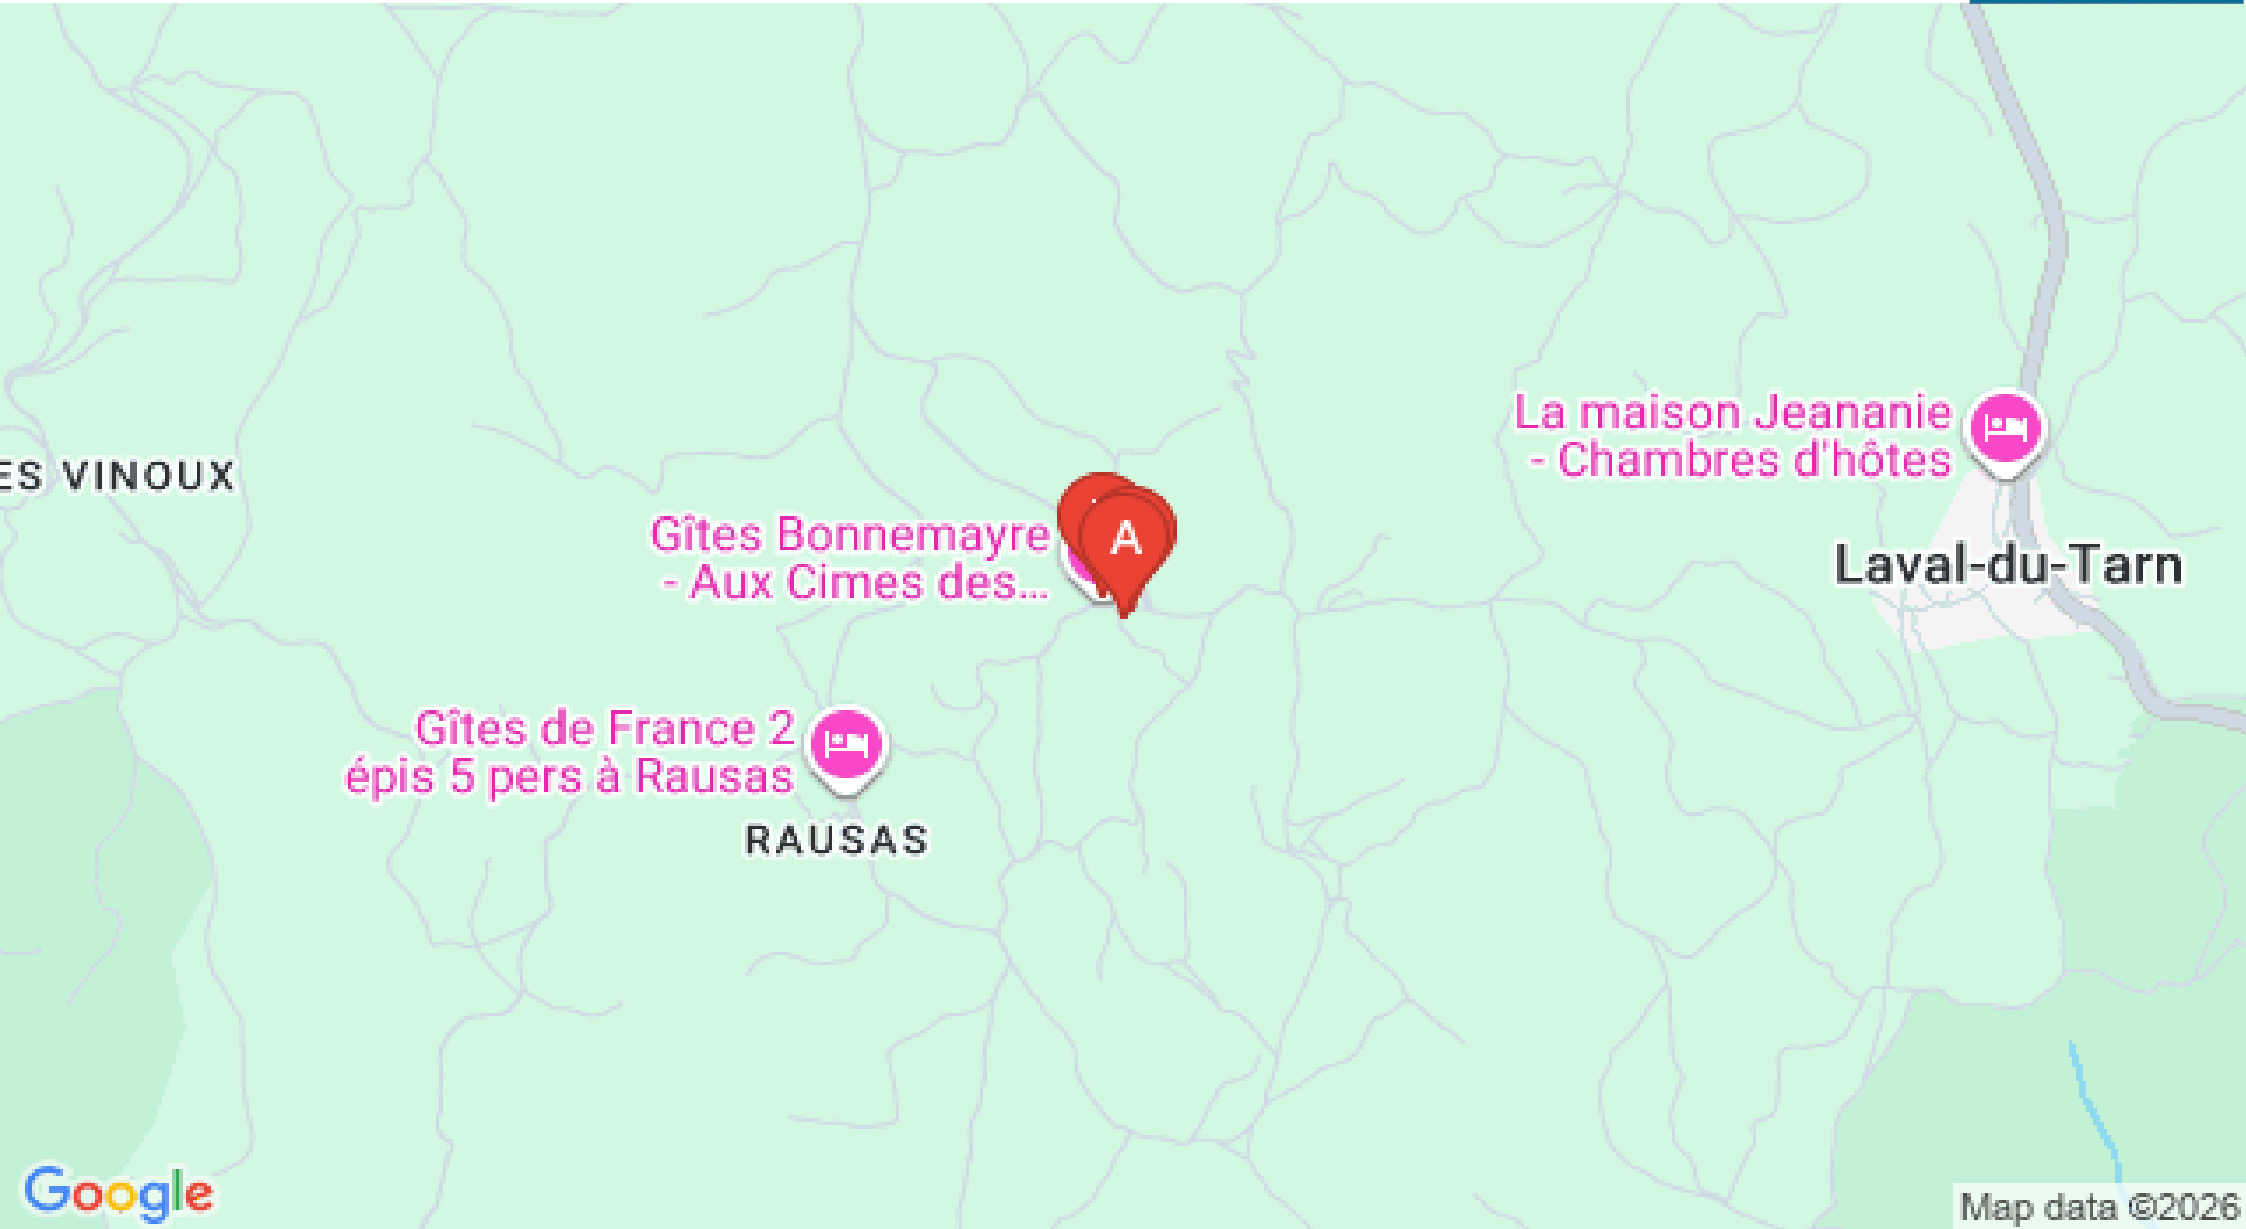 La maison Jeananie
- Chambres d'hôtes
ES VINOUX
Gîtes Bonnemayre
- Aux Cimes des...
A
Laval-du-Tarn
Gîtes de France 2
épis 5 pers à Rausas
RAUSAS
Google
Map data ©2026